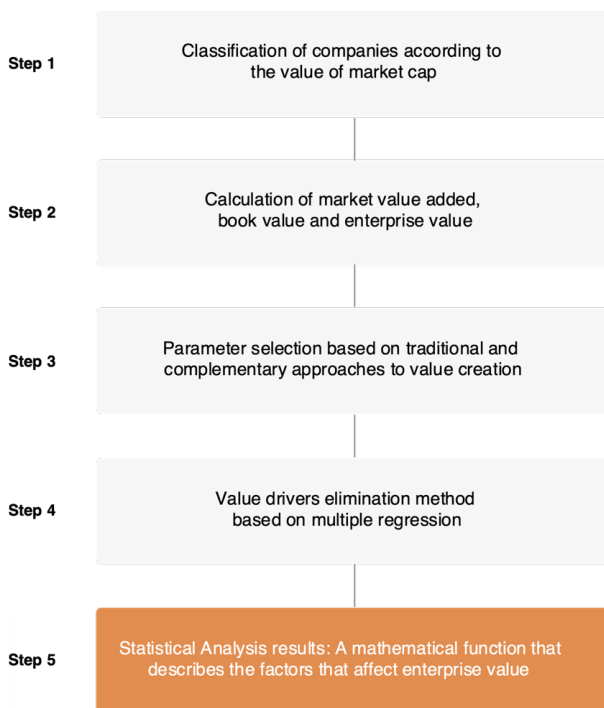 Step 1
Classification of companies according to
the value of market cap
Step 2
Calculation of market value added,
book value and enterprise value
Step 3
Parameter selection based on traditional and
complementary approaches to value creation
Step 4
Value drivers elimination method
based on multiple regression
Step 5
Statistical Analysis results: A mathematical function that
describes the factors that affect enterprise value